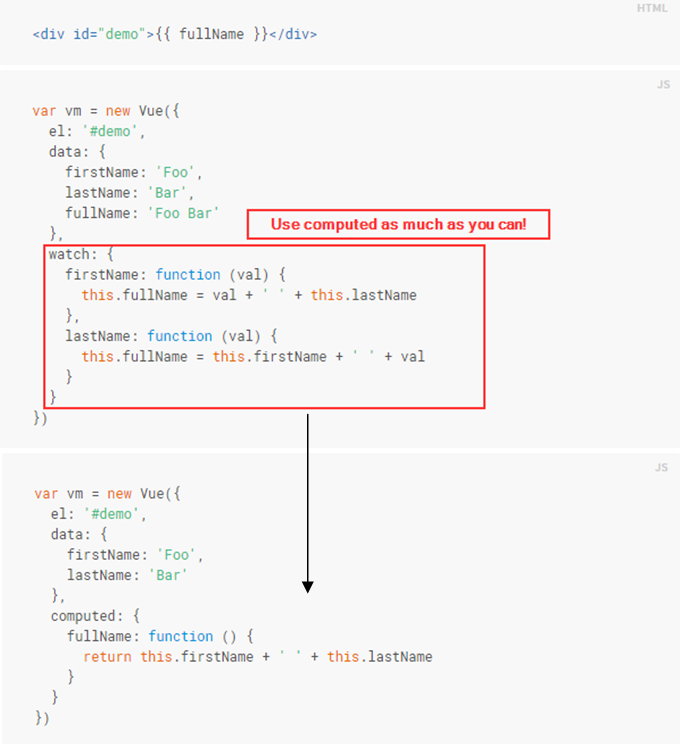 HTML
<div id="demo">{{ fullName }}</div>
JS
var vm = new Vue({
  el: '#demo',
  data: {
    firstName: 'Foo',
    lastName: 'Bar',
    fullName: 'Foo Bar'
  },
Use computed as much as you can!
  watch: {
    firstName: function (val) {
      this.fullName = val + ' ' + this.lastName
    },
    lastName: function (val) {
      this.fullName = this.firstName + ' ' + val
    }
  }
})
JS
var vm = new Vue({
  el: '#demo',
  data: {
    firstName: 'Foo',
    lastName: 'Bar'
  },
  computed: {
    fullName: function () {
      return this.firstName + ' ' + this.lastName
    }
  }
})